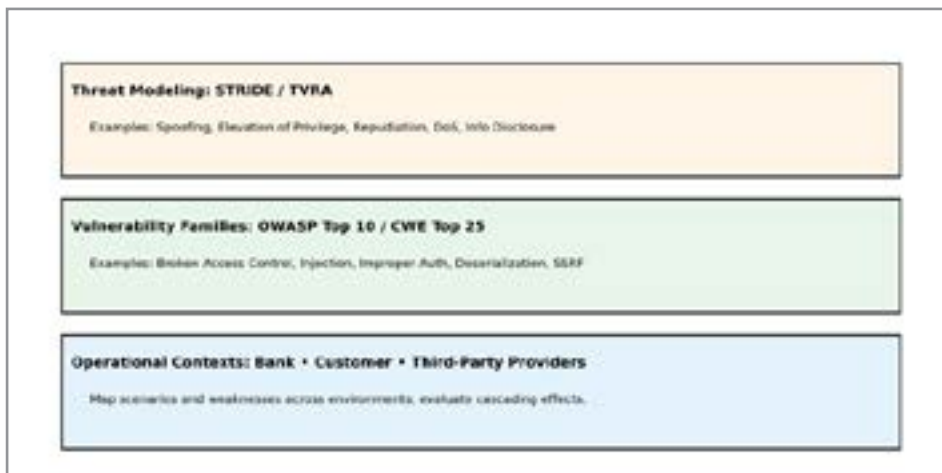 Threat Modeling: STRIDE / TVRA
Examples: Spoofing, Elevation of Privilege, Repudiation, DoS, Info Disclosure
Vulnerability Families: OWASP Top 10 / CWE Top 25
Examples: Broken Access Control, Injection, Improper Auth, Deserialization, SSRF
Operational Contexts: Bank • Customer • Third-Party Providers
Map scenarios and weaknesses across environments; evaluate cascading effects.